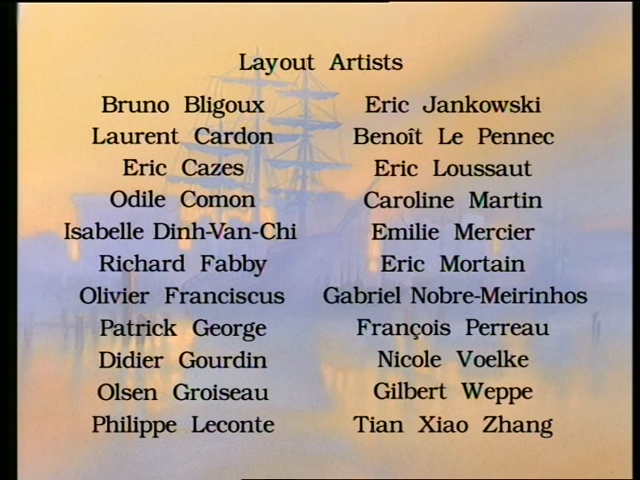 Layout Artists
Bruno Bligoux
Laurent Cardon
Eric Cazes
Odile Comon
Isabelle Dinh-Van-Chi
Richard Fabby
Olivier Franciscus
Patrick George
Didier Gourdin
Olsen Groiseau
Philippe Leconte
Eric Jankowski
Benoît Le Pennec
Eric Loussaut
Caroline Martin
Emilie Mercier
Eric Mortain
Gabriel Nobre-Meirinhos
François Perreau
Nicole Voelke
Gilbert Weppe
Tian Xiao Zhang